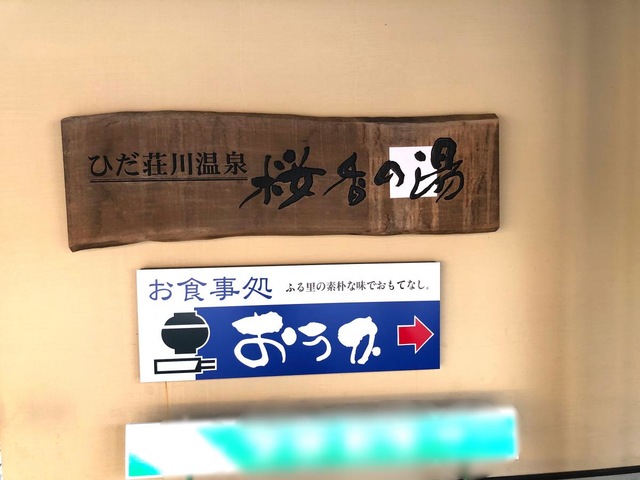 ひだ荘川温泉 桜香の湯
お食事処 ふる里の素朴な味でおもてなし。
おうか